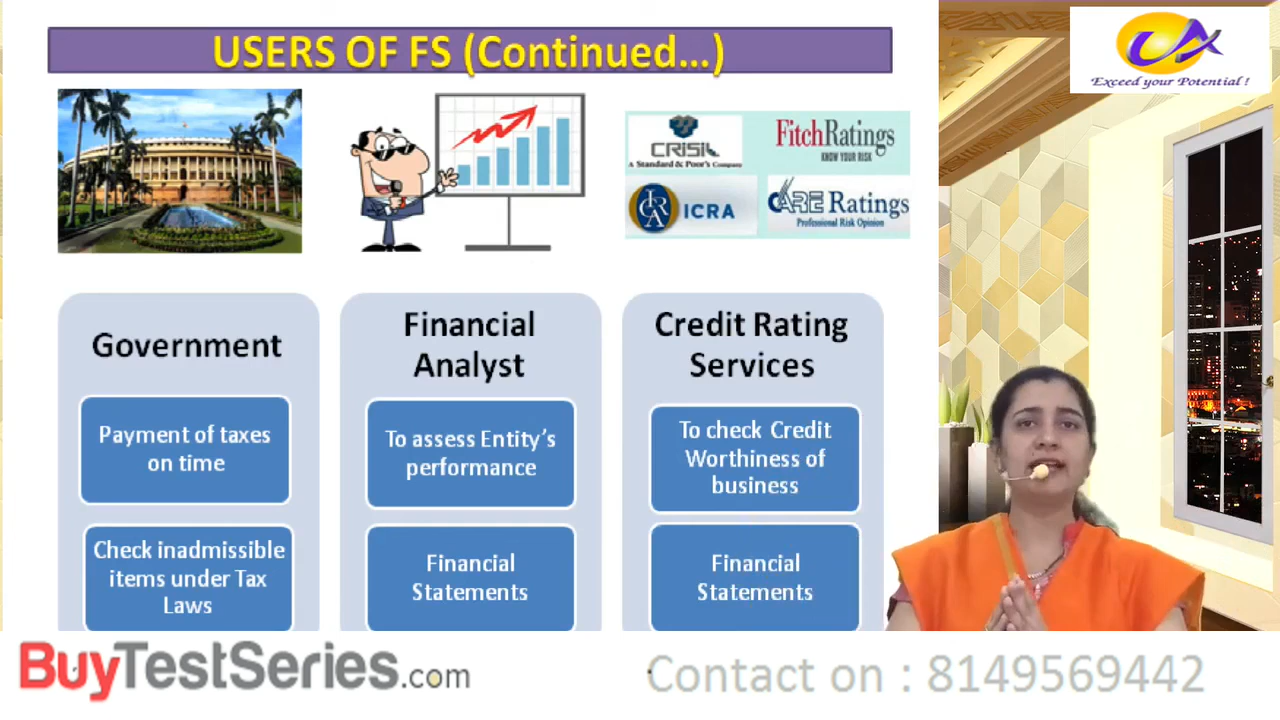 USERS OF FS (Continued...)
Exceed your Potential !
CRISIL
A Standard & Poor's Company
FitchRatings
KNOW YOUR RISK
ICRA
ICRA
CARE Ratings
Professional Risk Opinion
Government
Payment of taxes
on time
Check inadmissible
items under Tax
Laws
Financial
Analyst
To assess Entity's
performance
Financial
Statements
Credit Rating
Services
To check Credit
Worthiness of
business
Financial
Statements
BuyTestSeries.com
Contact on : 8149569442